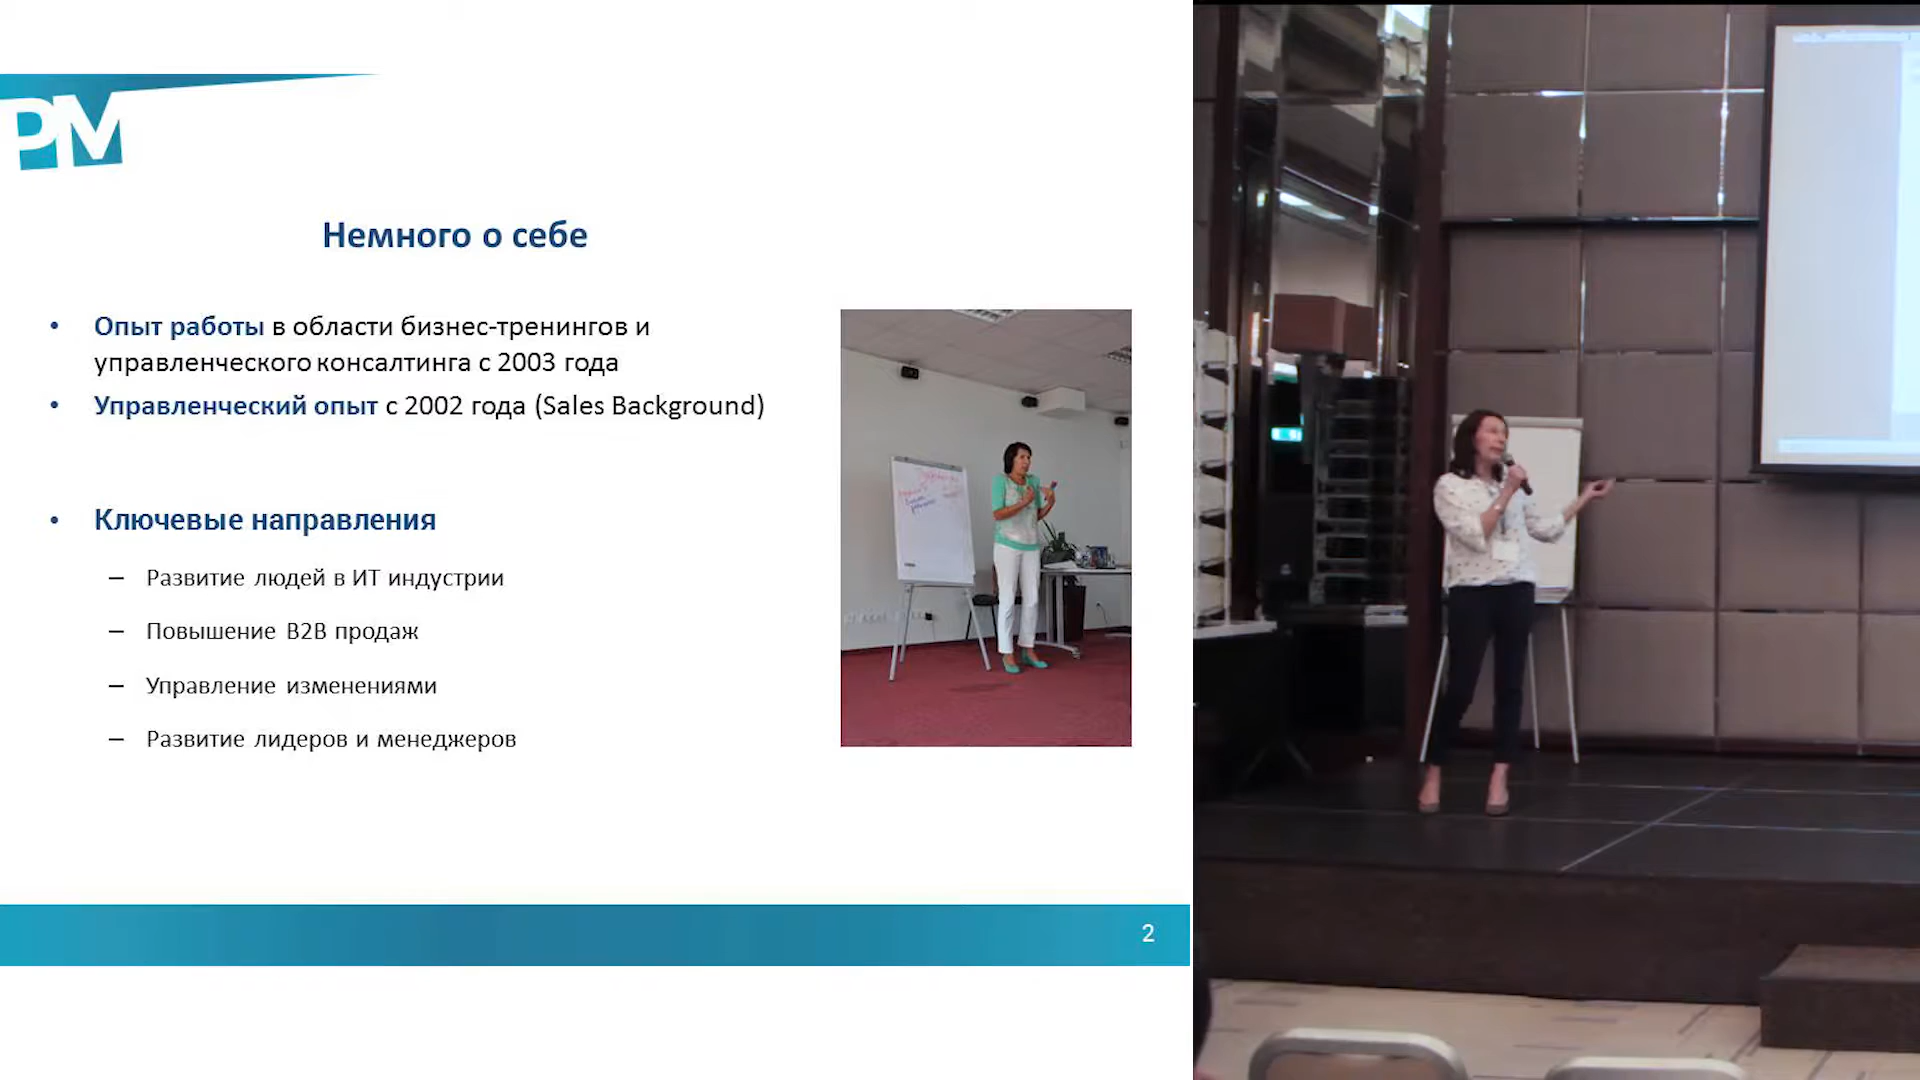 PM
Немного о себе
• Опыт работы в области бизнес-тренингов и
управленческого консалтинга с 2003 года
• Управленческий опыт с 2002 года (Sales Background)
• Ключевые направления
– Развитие людей в ИТ индустрии
– Повышение B2B продаж
– Управление изменениями
– Развитие лидеров и менеджеров
2